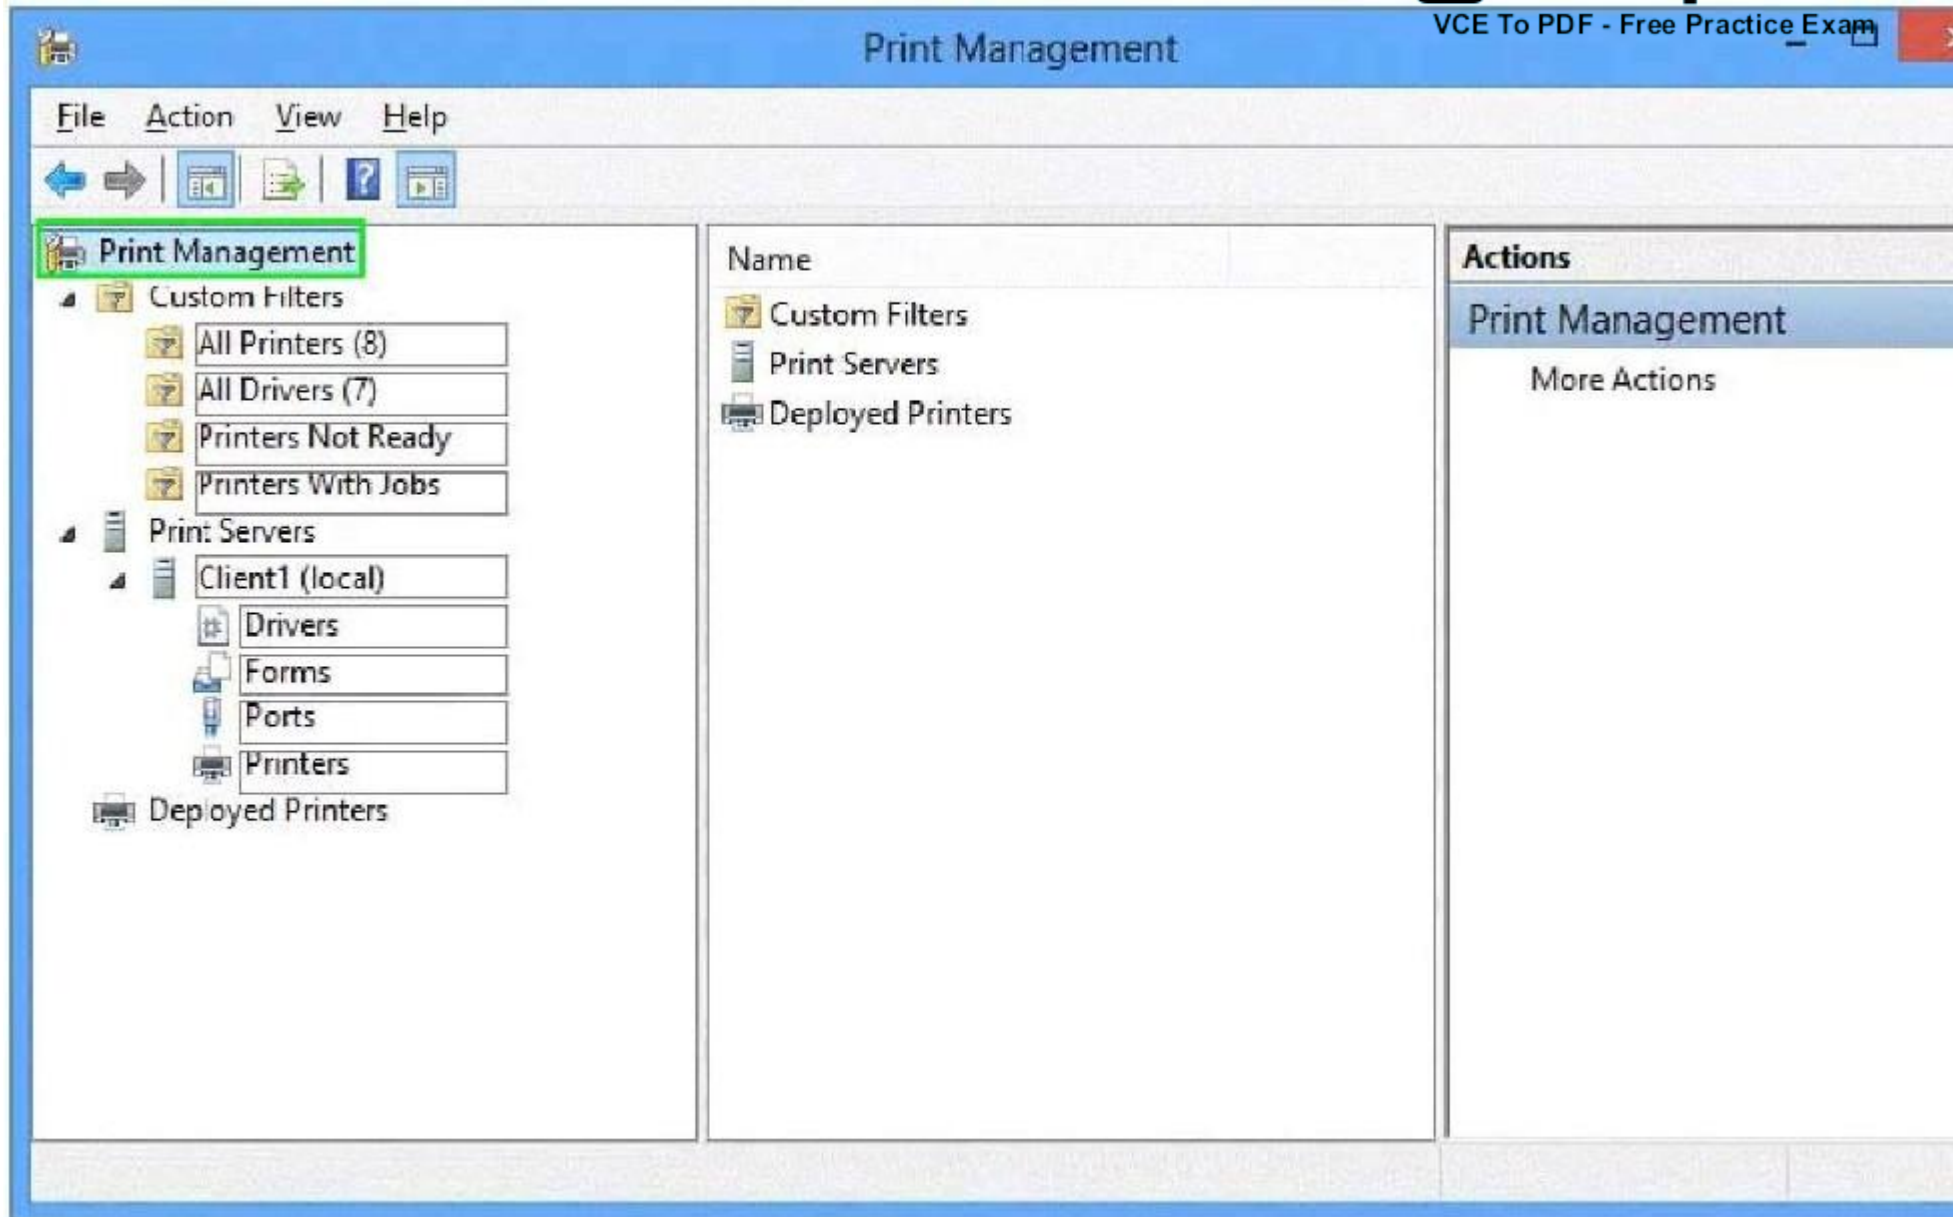 VCE To PDF - Free Practice Exam
Print Management
File Action View Help
Print Management
Custom Filters
All Printers (8)
All Drivers (7)
Printers Not Ready
Printers With Jobs
Print Servers
Client1 (local)
Drivers
Forms
Ports
Printers
Deployed Printers
Name
Custom Filters
Print Servers
Deployed Printers
Actions
Print Management
More Actions